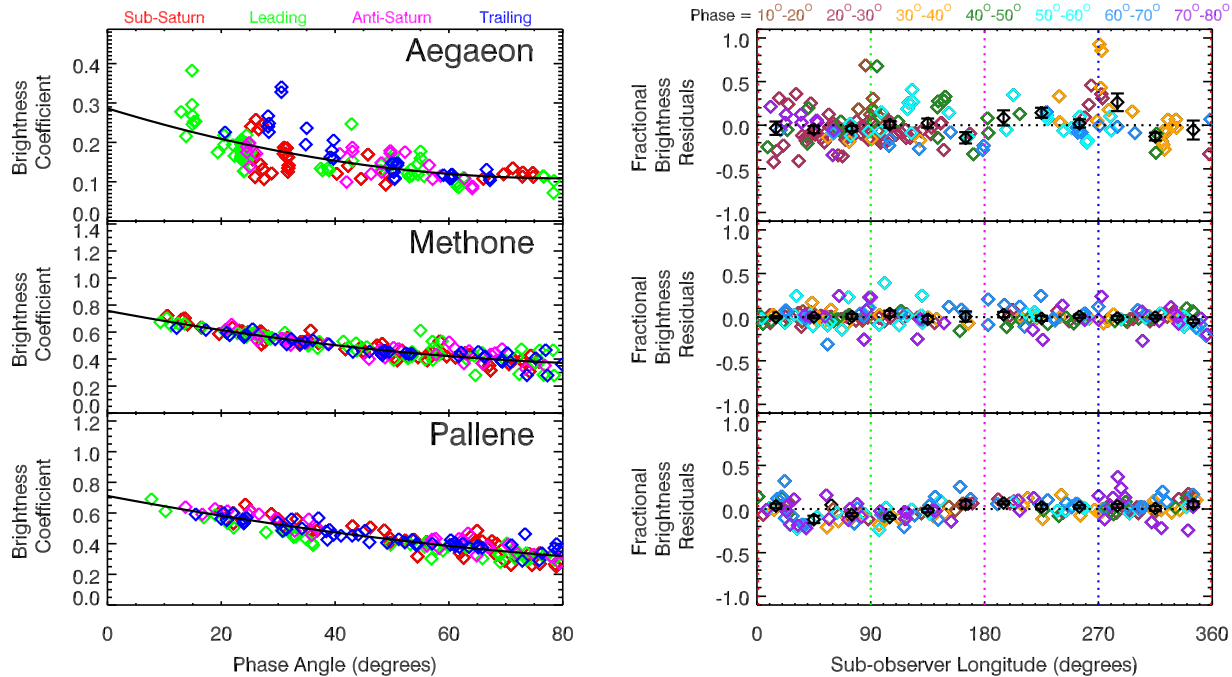 Sub-Saturn Leading Anti-Saturn Trailing
Aegaeon
Brightness
Coefficient
0.4
0.3
0.2
0.1
0.0
Methone
Brightness
Coefficient
1.4
1.2
1.0
0.8
0.6
0.4
0.2
0.0
Pallene
Brightness
Coefficient
1.2
1.0
0.8
0.6
0.4
0.2
0.0
0 20 40 60 80
Phase Angle (degrees)
Phase = 10°-20° 20°-30° 30°-40° 40°-50° 50°-60° 60°-70° 70°-80°
Fractional
Brightness
Residuals
1.0
0.5
0.0
-0.5
-1.0
Fractional
Brightness
Residuals
1.0
0.5
0.0
-0.5
-1.0
Fractional
Brightness
Residuals
1.0
0.5
0.0
-0.5
-1.0
0 90 180 270 360
Sub-observer Longitude (degrees)